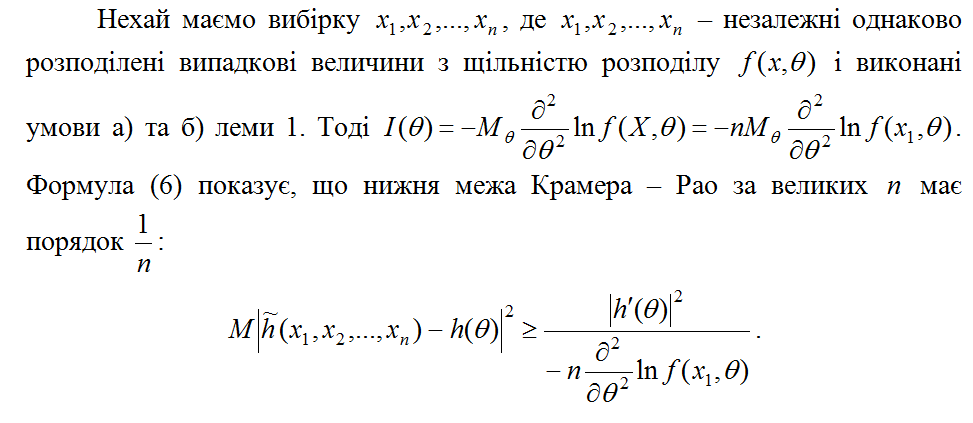 Нехай маємо вибірку x₁,x₂,...,xₙ, де x₁,x₂,...,xₙ – незалежні однаково
розподілені випадкові величини з щільністю розподілу f(x,θ) і виконані
умови а) та б) леми 1. Тоді I(θ) = −M_θ ∂²/∂θ² ln f(X,θ) = −nM_θ ∂²/∂θ² ln f(x₁,θ).
Формула (6) показує, що нижня межа Крамера – Рао за великих n має
порядок 1/n :
M|h̃(x₁,x₂,...,xₙ) − h(θ)|² ≥ |h′(θ)|² / (−n ∂²/∂θ² ln f(x₁,θ)) .